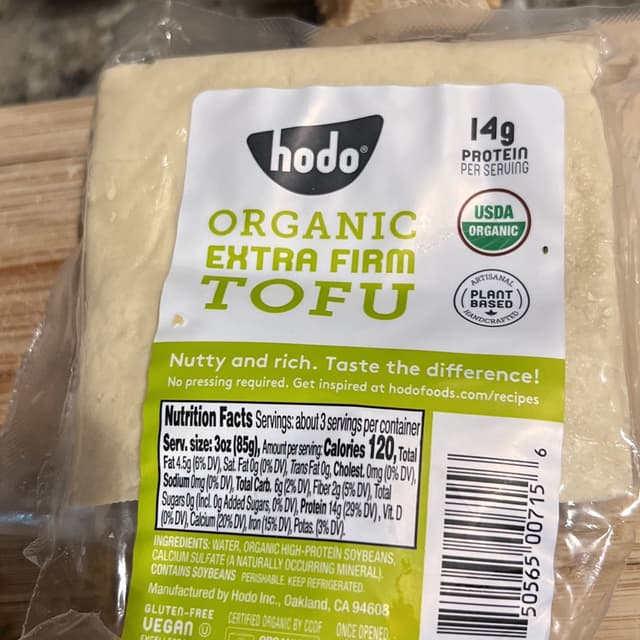 hodo®
14g
PROTEIN
PER SERVING
ORGANIC
EXTRA FIRM
TOFU
USDA
ORGANIC
ARTISANAL
PLANT
BASED
HANDCRAFTED
Nutty and rich. Taste the difference!
No pressing required. Get inspired at hodofoods.com/recipes
Nutrition Facts Servings: about 3 servings per container
Serv. size: 3oz (85g), Amount per serving: Calories 120, Total
Fat 4.5g (6% DV), Sat. Fat 0g (0% DV), Trans Fat 0g, Cholest. 0mg (0% DV),
Sodium 0mg (0% DV), Total Carb. 6g (2% DV), Fiber 2g (5% DV), Total
Sugars 0g (Incl. 0g Added Sugars, 0% DV), Protein 14g (29% DV), Vit. D
(0% DV), Calcium (20% DV), Iron (15% DV), Potas. (3% DV).
INGREDIENTS: WATER, ORGANIC HIGH-PROTEIN SOYBEANS,
CALCIUM SULFATE (A NATURALLY OCCURRING MINERAL).
CONTAINS SOYBEANS PERISHABLE. KEEP REFRIGERATED.
Manufactured by Hodo Inc., Oakland, CA 94608
GLUTEN-FREE
VEGAN U
CERTIFIED ORGANIC BY CCOF
ONCE OPENED
50565 00715 6